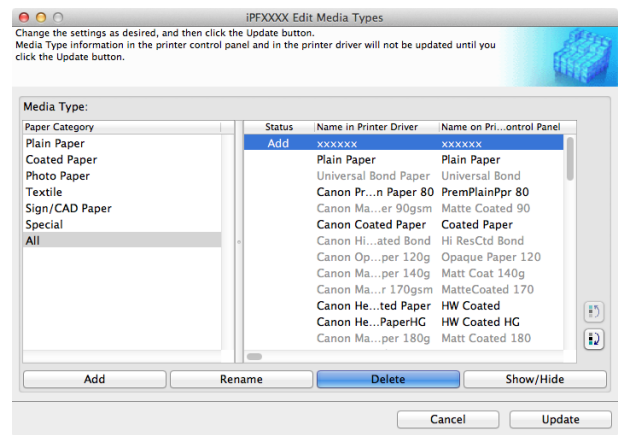 iPFXXXX Edit Media Types
Change the settings as desired, and then click the Update button.
Media Type information in the printer control panel and in the printer driver will not be updated until you
click the Update button.
Media Type:
Paper Category
Plain Paper
Coated Paper
Photo Paper
Textile
Sign/CAD Paper
Special
All
Status Name in Printer Driver Name on Pri...ontrol Panel
Add xxxxxx xxxxxx
Plain Paper Plain Paper
Universal Bond Paper Universal Bond
Canon Pr...n Paper 80 PremPlainPpr 80
Canon Ma...er 90gsm Matte Coated 90
Canon Coated Paper Coated Paper
Canon Hi...ated Bond Hi ResCtd Bond
Canon Op...per 120g Opaque Paper 120
Canon Ma...per 140g Matt Coat 140g
Canon Ma...r 170gsm MatteCoated 170
Canon He...ted Paper HW Coated
Canon He...PaperHG HW Coated HG
Canon Ma...per 180g Matt Coated 180
Add Rename Delete Show/Hide
Cancel Update